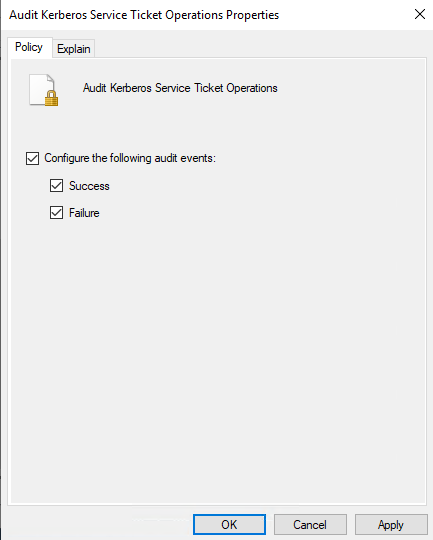 Audit Kerberos Service Ticket Operations Properties
Policy
Explain
Audit Kerberos Service Ticket Operations
Configure the following audit events:
Success
Failure
OK
Cancel
Apply